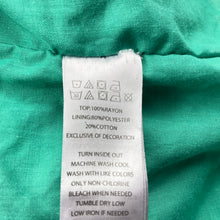 TOP:100%RAYON
LINING:80%POLYESTER
20%COTTON
EXCLUSIVE OF DECORATION
TURN INSIDE OUT
MACHINE WASH COOL
WASH WITH LIKE COLORS
ONLY NON-CHLORINE
BLEACH WHEN NEEDED
TUMBLE DRY LOW
LOW IRON IF NEEDED